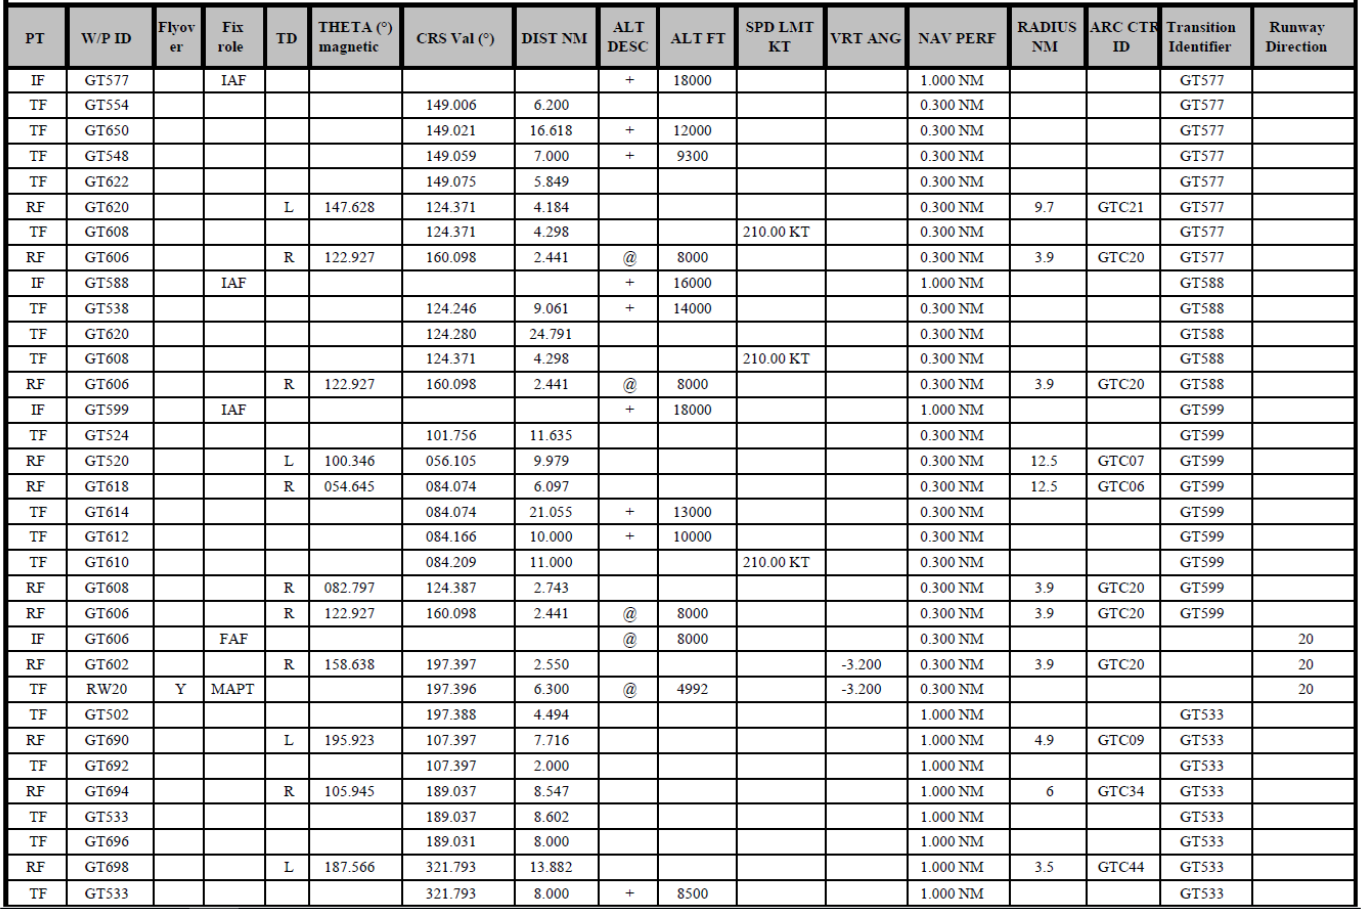 PT W/P ID Flyover Fix role TD THETA (°) magnetic CRS Val (°) DIST NM ALT DESC ALT FT SPD LMT KT VRT ANG NAV PERF RADIUS NM ARC CTR ID Transition Identifier Runway Direction
IF GT577 IAF + 18000 1.000 NM GT577
TF GT554 149.006 6.200 0.300 NM GT577
TF GT650 149.021 16.618 + 12000 0.300 NM GT577
TF GT548 149.059 7.000 + 9300 0.300 NM GT577
TF GT622 149.075 5.849 0.300 NM GT577
RF GT620 L 147.628 124.371 4.184 0.300 NM 9.7 GTC21 GT577
TF GT608 124.371 4.298 210.00 KT 0.300 NM GT577
RF GT606 R 122.927 160.098 2.441 @ 8000 0.300 NM 3.9 GTC20 GT577
IF GT588 IAF + 16000 1.000 NM GT588
TF GT538 124.246 9.061 + 14000 0.300 NM GT588
TF GT620 124.280 24.791 0.300 NM GT588
TF GT608 124.371 4.298 210.00 KT 0.300 NM GT588
RF GT606 R 122.927 160.098 2.441 @ 8000 0.300 NM 3.9 GTC20 GT588
IF GT599 IAF + 18000 1.000 NM GT599
TF GT524 101.756 11.635 0.300 NM GT599
RF GT520 L 100.346 056.105 9.979 0.300 NM 12.5 GTC07 GT599
RF GT618 R 054.645 084.074 6.097 0.300 NM 12.5 GTC06 GT599
TF GT614 084.074 21.055 + 13000 0.300 NM GT599
TF GT612 084.166 10.000 + 10000 0.300 NM GT599
TF GT610 084.209 11.000 210.00 KT 0.300 NM GT599
RF GT608 R 082.797 124.387 2.743 0.300 NM 3.9 GTC20 GT599
RF GT606 R 122.927 160.098 2.441 @ 8000 0.300 NM 3.9 GTC20 GT599
IF GT606 FAF @ 8000 0.300 NM 20
RF GT602 R 158.638 197.397 2.550 -3.200 0.300 NM 3.9 GTC20 20
TF RW20 Y MAPT 197.396 6.300 @ 4992 -3.200 0.300 NM 20
TF GT502 197.388 4.494 1.000 NM GT533
RF GT690 L 195.923 107.397 7.716 1.000 NM 4.9 GTC09 GT533
TF GT692 107.397 2.000 1.000 NM GT533
RF GT694 R 105.945 189.037 8.547 1.000 NM 6 GTC34 GT533
TF GT533 189.037 8.602 1.000 NM GT533
TF GT696 189.031 8.000 1.000 NM GT533
RF GT698 L 187.566 321.793 13.882 1.000 NM 3.5 GTC44 GT533
TF GT533 321.793 8.000 + 8500 1.000 NM GT533